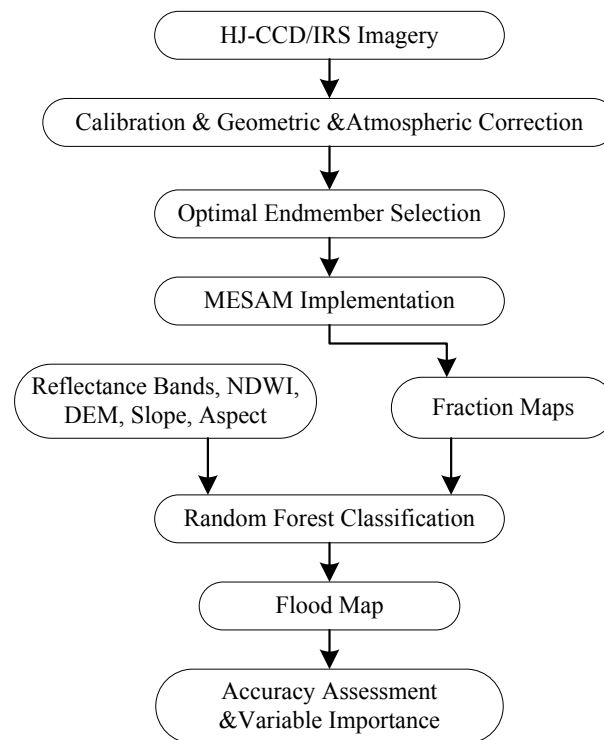 HJ-CCD/IRS Imagery
Calibration & Geometric &Atmospheric Correction
Optimal Endmember Selection
MESAM Implementation
Reflectance Bands, NDWI,
DEM, Slope, Aspect
Fraction Maps
Random Forest Classification
Flood Map
Accuracy Assessment
&Variable Importance